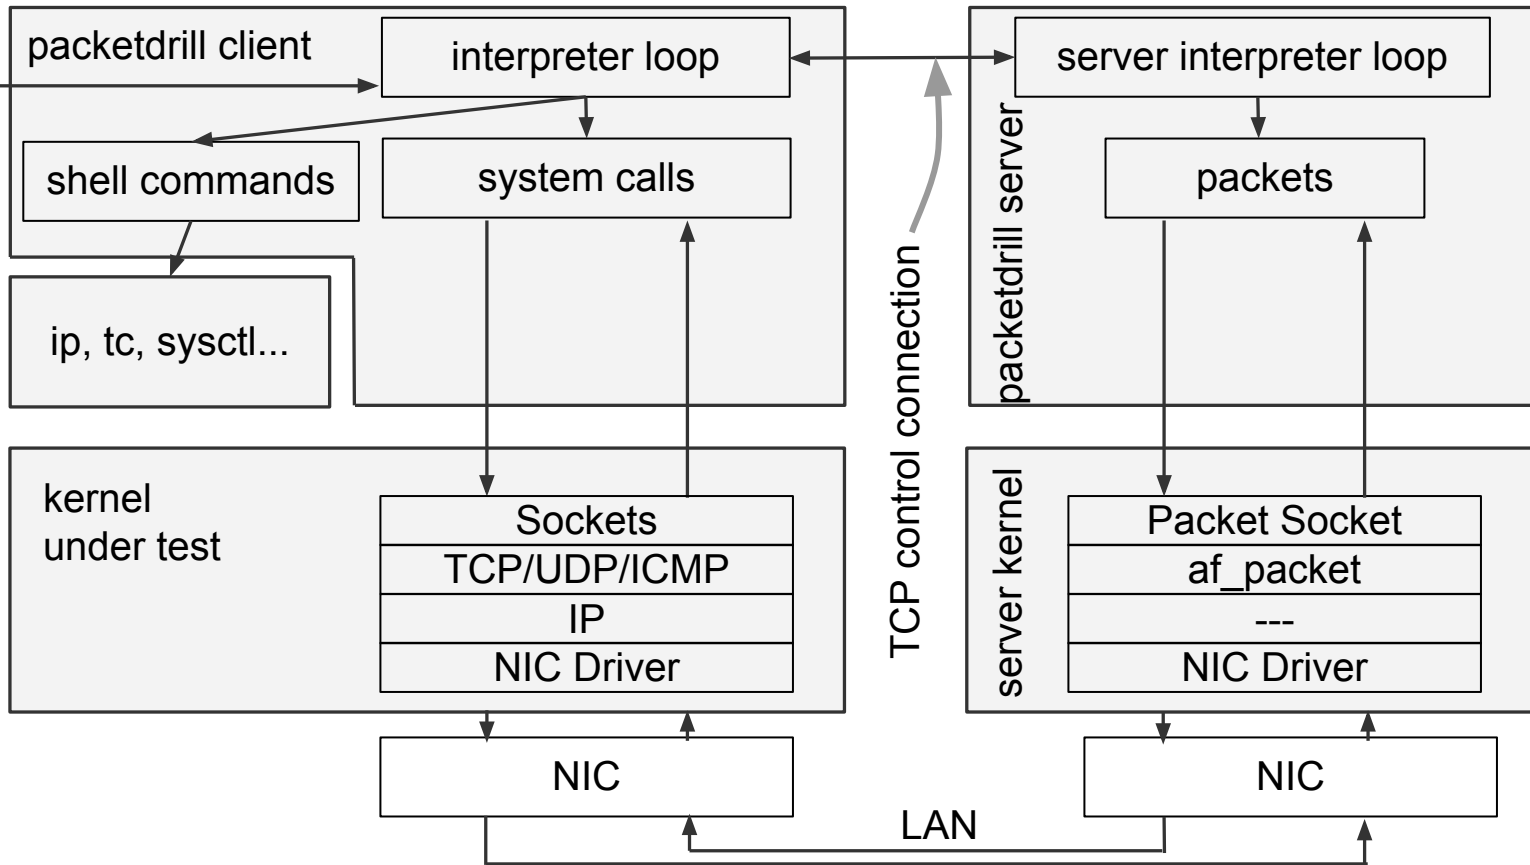 packetdrill client
interpreter loop
shell commands
system calls
ip, tc, sysctl...
kernel
under test
Sockets
TCP/UDP/ICMP
IP
NIC Driver
NIC
TCP control connection
LAN
packetdrill server
server interpreter loop
packets
server kernel
Packet Socket
af_packet
---
NIC Driver
NIC